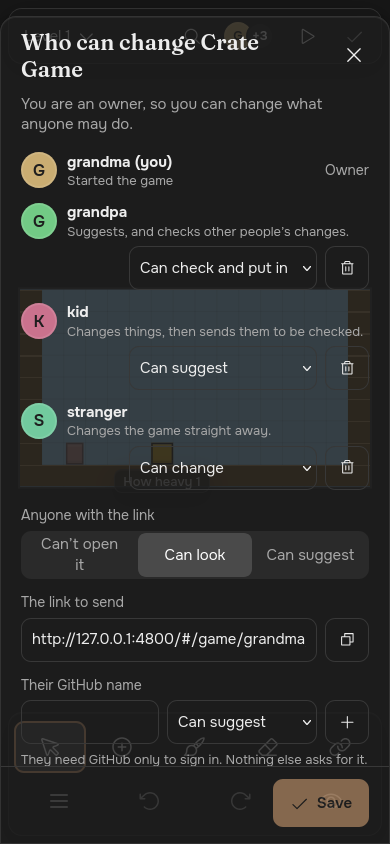 Who can change Crate
Game
You are an owner, so you can change what
anyone may do.
G
grandma (you)
Started the game
Owner
G
grandpa
Suggests, and checks other people's changes.
Can check and put in
K
kid
Changes things, then sends them to be checked.
Can suggest
S
stranger
Changes the game straight away.
Can change
How heavy 1
Anyone with the link
Can't open
it
Can look
Can suggest
The link to send
http://127.0.0.1:4800/#/game/grandma
Their GitHub name
Can suggest
They need GitHub only to sign in. Nothing else asks for it.
Save